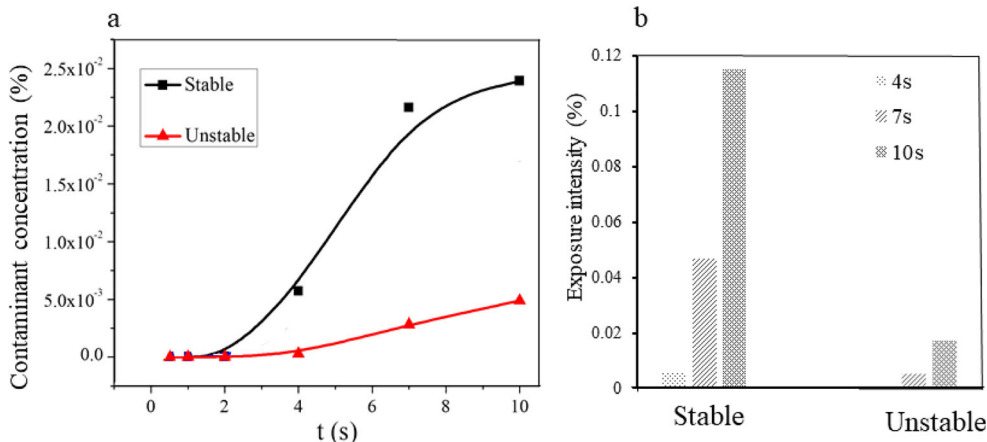 a
Contaminant concentration (%)
2.5x10⁻²
2.0x10⁻²
1.5x10⁻²
1.0x10⁻²
5.0x10⁻³
0.0
Stable
Unstable
0 2 4 6 8 10
t (s)
b
Exposure intensity (%)
0.12
0.1
0.08
0.06
0.04
0.02
0
4s
7s
10s
Stable Unstable